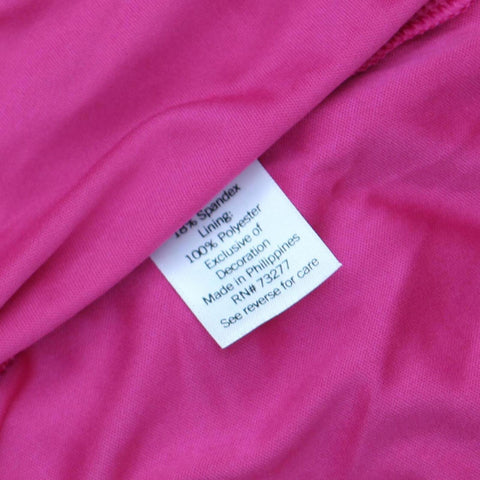 18% Spandex
Lining:
100% Polyester
Exclusive of
Decoration
Made in Philippines
RN# 73277
See reverse for care